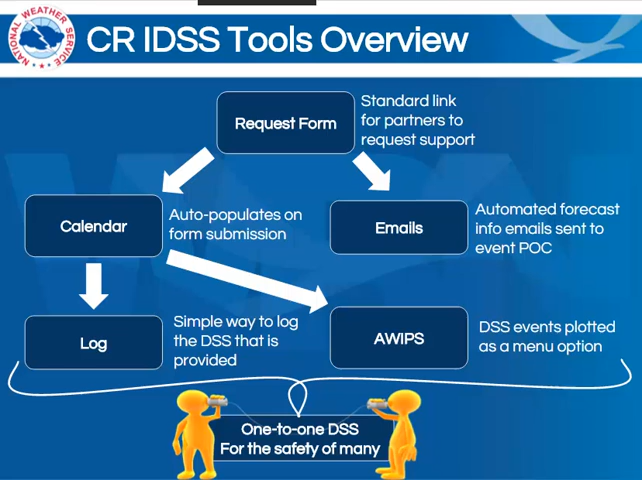 NATIONAL WEATHER SERVICE
CR IDSS Tools Overview
Request Form
Standard link
for partners to
request support
Calendar
Auto-populates on
form submission
Emails
Automated forecast
info emails sent to
event POC
Log
Simple way to log
the DSS that is
provided
AWIPS
DSS events plotted
as a menu option
One-to-one DSS
For the safety of many